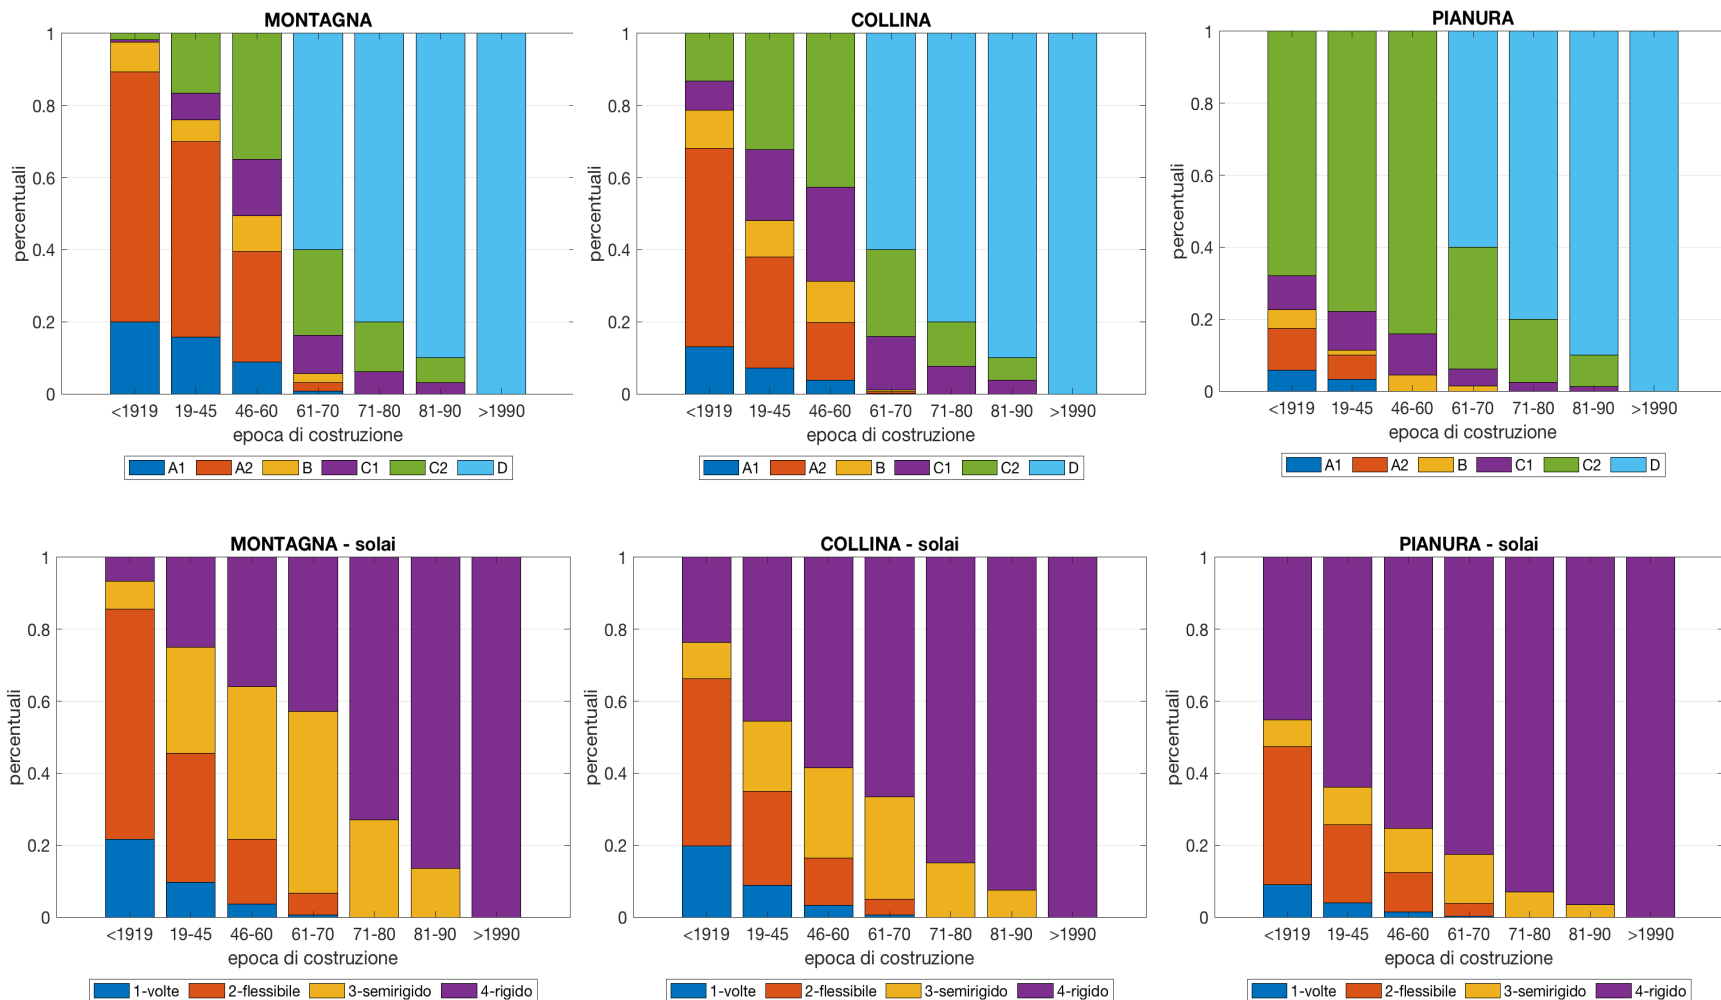 MONTAGNA
1
0.8
0.6
0.4
0.2
0
percentuali
<1919 19-45 46-60 61-70 71-80 81-90 >1990
epoca di costruzione
A1 A2 B C1 C2 D
COLLINA
1
0.8
0.6
0.4
0.2
0
percentuali
<1919 19-45 46-60 61-70 71-80 81-90 >1990
epoca di costruzione
A1 A2 B C1 C2 D
PIANURA
1
0.8
0.6
0.4
0.2
0
percentuali
<1919 19-45 46-60 61-70 71-80 81-90 >1990
epoca di costruzione
A1 A2 B C1 C2 D
MONTAGNA - solai
1
0.8
0.6
0.4
0.2
0
percentuali
<1919 19-45 46-60 61-70 71-80 81-90 >1990
epoca di costruzione
1-volte 2-flessibile 3-semirigido 4-rigido
COLLINA - solai
1
0.8
0.6
0.4
0.2
0
percentuali
<1919 19-45 46-60 61-70 71-80 81-90 >1990
epoca di costruzione
1-volte 2-flessibile 3-semirigido 4-rigido
PIANURA - solai
1
0.8
0.6
0.4
0.2
0
percentuali
<1919 19-45 46-60 61-70 71-80 81-90 >1990
epoca di costruzione
1-volte 2-flessibile 3-semirigido 4-rigido